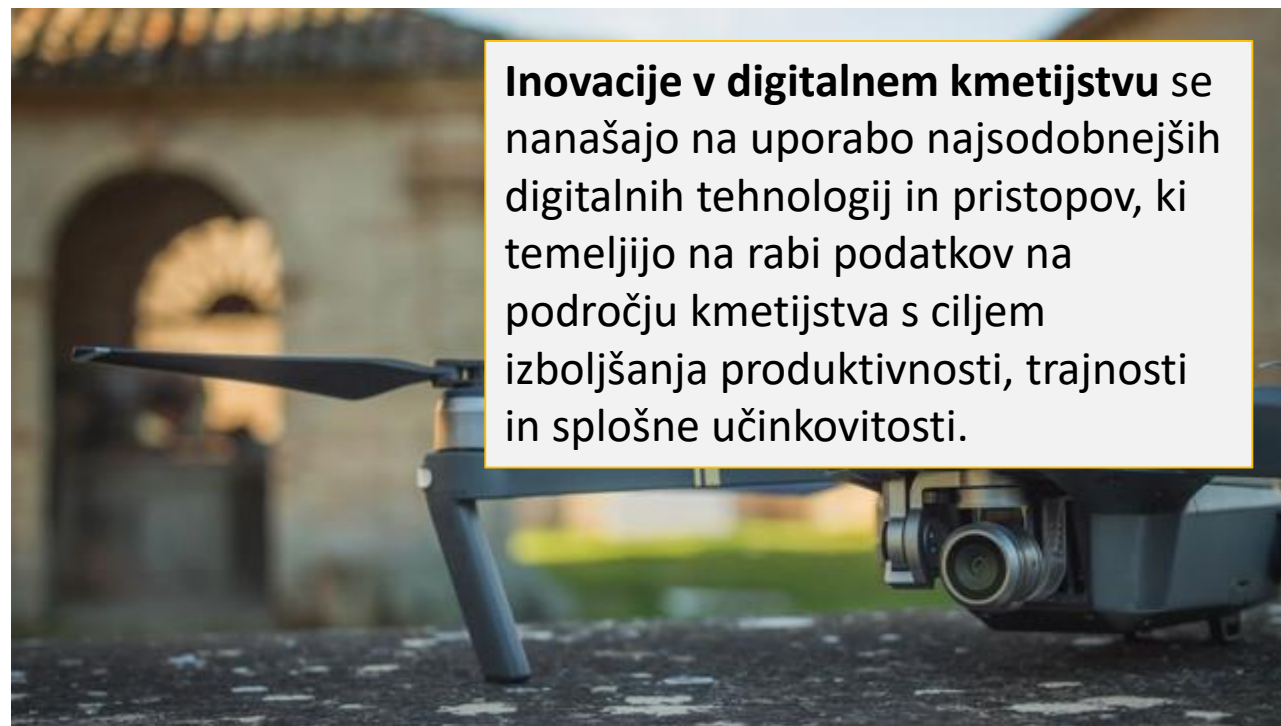 Inovacije v digitalnem kmetijstvu se
nanašajo na uporabo najsodobnejših
digitalnih tehnologij in pristopov, ki
temeljijo na rabi podatkov na
področju kmetijstva s ciljem
izboljšanja produktivnosti, trajnosti
in splošne učinkovitosti.